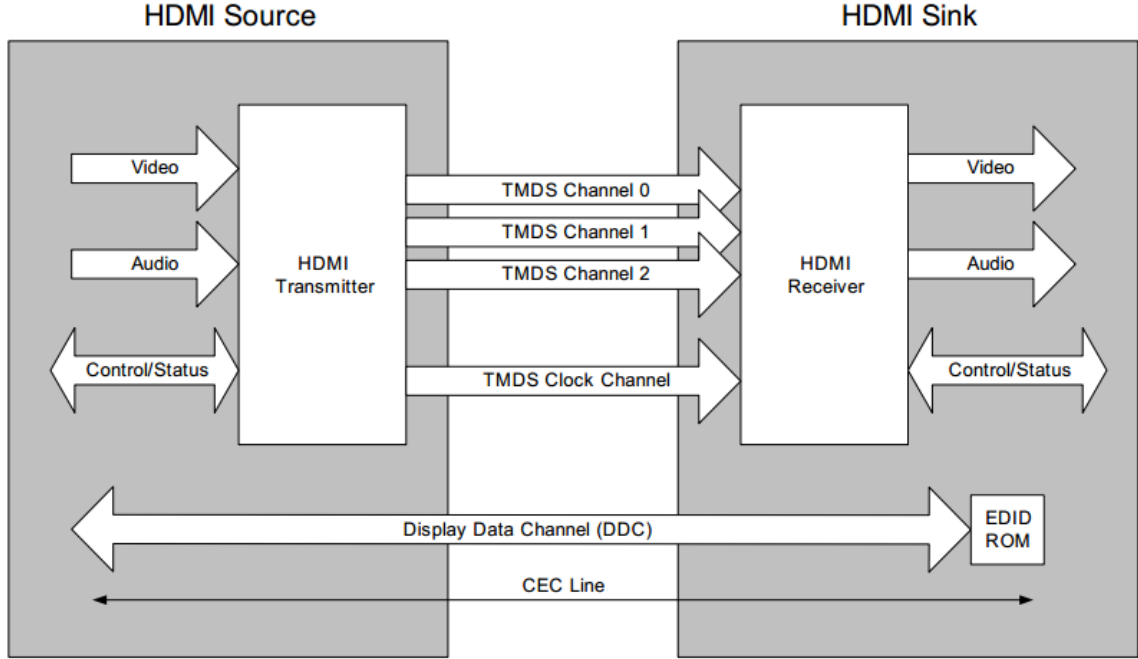 HDMI Source
HDMI Sink
Video
Audio
Control/Status
HDMI
Transmitter
TMDS Channel 0
TMDS Channel 1
TMDS Channel 2
TMDS Clock Channel
HDMI
Receiver
Video
Audio
Control/Status
Display Data Channel (DDC)
EDID
ROM
CEC Line